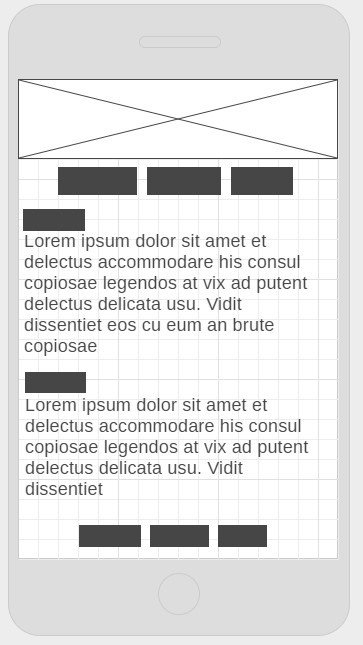 Lorem ipsum dolor sit amet et
delectus accommodare his consul
copiosae legendos at vix ad putent
delectus delicata usu. Vidit
dissentiet eos cu eum an brute
copiosae
Lorem ipsum dolor sit amet et
delectus accommodare his consul
copiosae legendos at vix ad putent
delectus delicata usu. Vidit
dissentiet